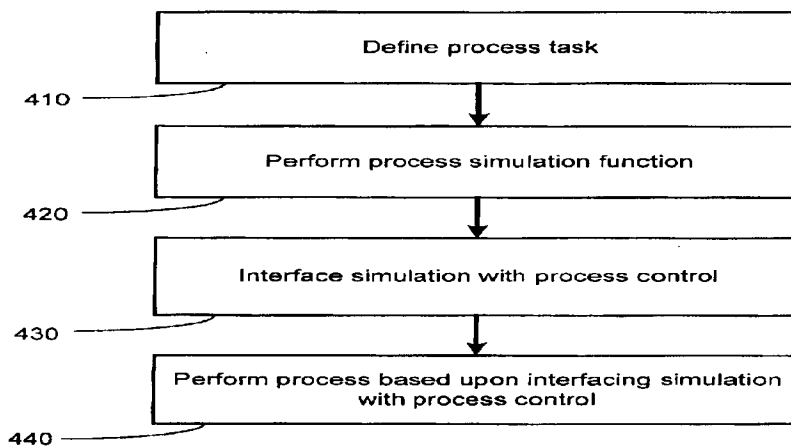 Define process task
410
Perform process simulation function
420
Interface simulation with process control
430
Perform process based upon interfacing simulation
with process control
440